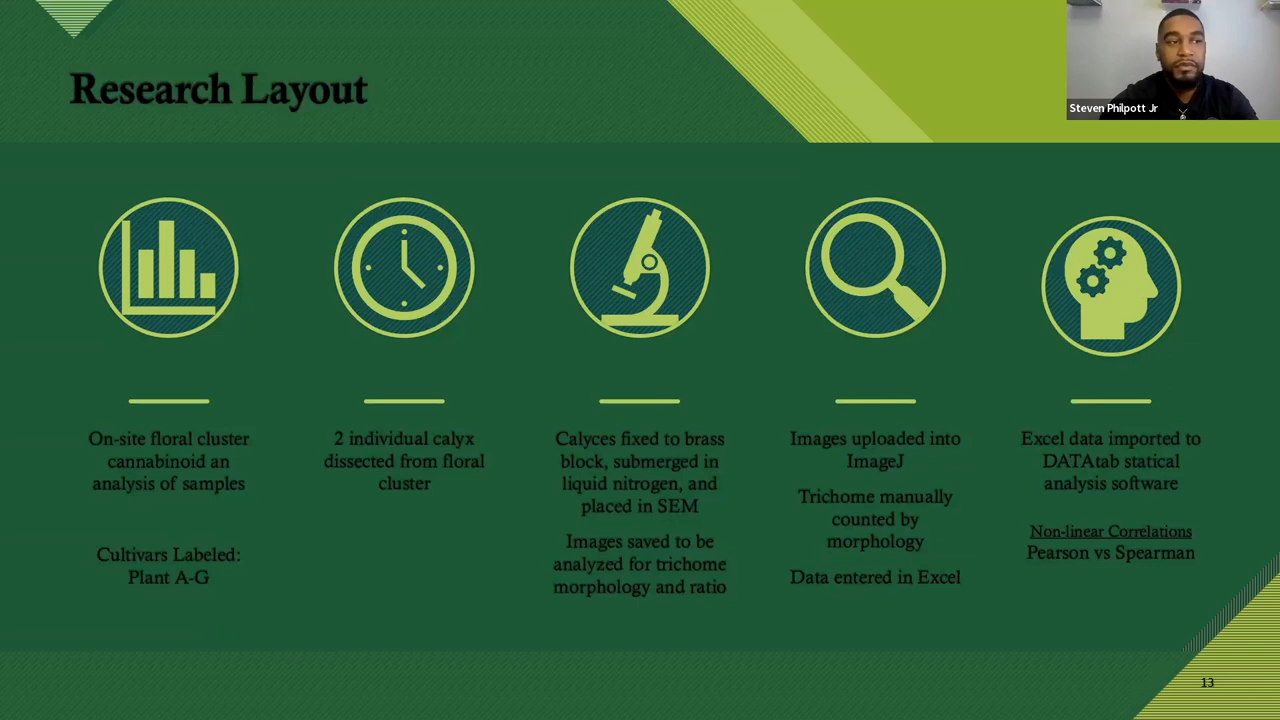 Research Layout
Steven Philpott Jr
On-site floral cluster
cannabinoid an
analysis of samples
Cultivars Labeled:
Plant A-G
2 individual calyx
dissected from floral
cluster
Calyces fixed to brass
block, submerged in
liquid nitrogen, and
placed in SEM
Images saved to be
analyzed for trichome
morphology and ratio
Images uploaded into
ImageJ
Trichome manually
counted by
morphology
Data entered in Excel
Excel data imported to
DATAtab statical
analysis software
Non-linear Correlations
Pearson vs Spearman
13